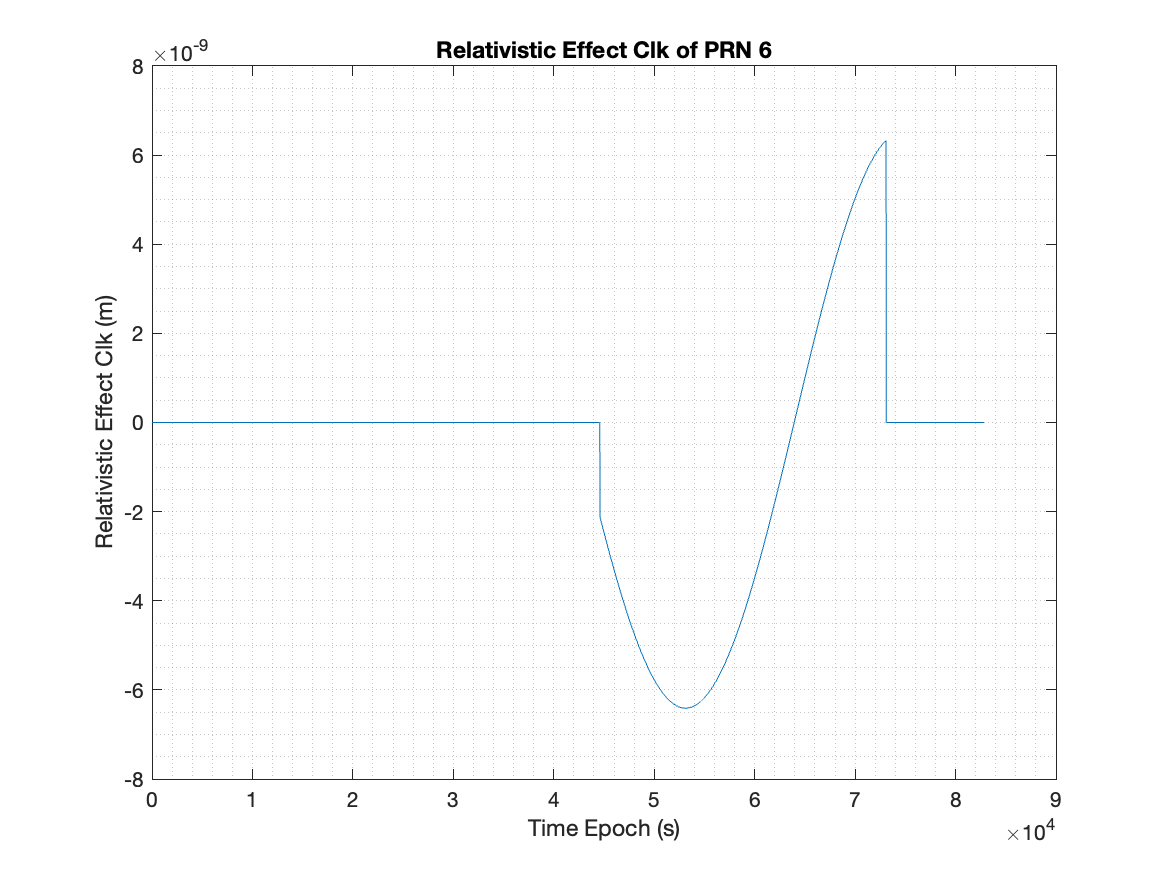 Relativistic Effect Clk of PRN 6
×10-9
8
6
4
2
0
-2
-4
-6
-8
Relativistic Effect Clk (m)
0 1 2 3 4 5 6 7 8 9
Time Epoch (s)
×104